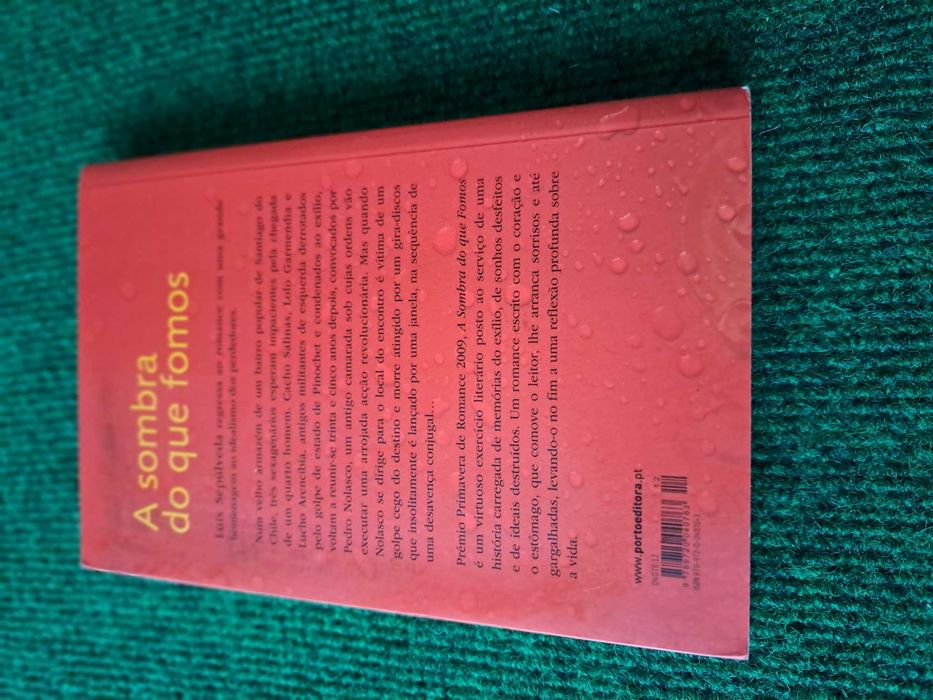 A sombra
do que fomos
Luis Sepúlveda regressa ao romance com uma grande
homenagem ao idealismo dos perdedores.
Num velho armazém de um bairro popular de Santiago do
Chile, três sexagenários esperam impacientes pela chegada
de um quarto homem. Cacho Salinas, Lolo Garmendia e
Lucho Arencibia, antigos militantes de esquerda derrotados
pelo golpe de estado de Pinochet e condenados ao exílio,
voltam a reunir-se trinta e cinco anos depois, convocados por
Pedro Nolasco, um antigo camarada sob cujas ordens vão
executar uma arrojada acção revolucionária. Mas quando
Nolasco se dirige para o local do encontro é vítima de um
golpe cego do destino e morre atingido por um gira-discos
que insolitamente é lançado por uma janela, na sequência de
uma desavença conjugal...
Prémio Primavera de Romance 2009, A Sombra do que Fomos
é um virtuoso exercício literário posto ao serviço de uma
história carregada de memórias do exílio, de sonhos desfeitos
e de ideais destruídos. Um romance escrito com o coração e
o estômago, que comove o leitor, lhe arranca sorrisos e até
gargalhadas, levando-o no fim a uma reflexão profunda sobre
a vida.
www.portoeditora.pt
04078.12
12
9 789720 040763